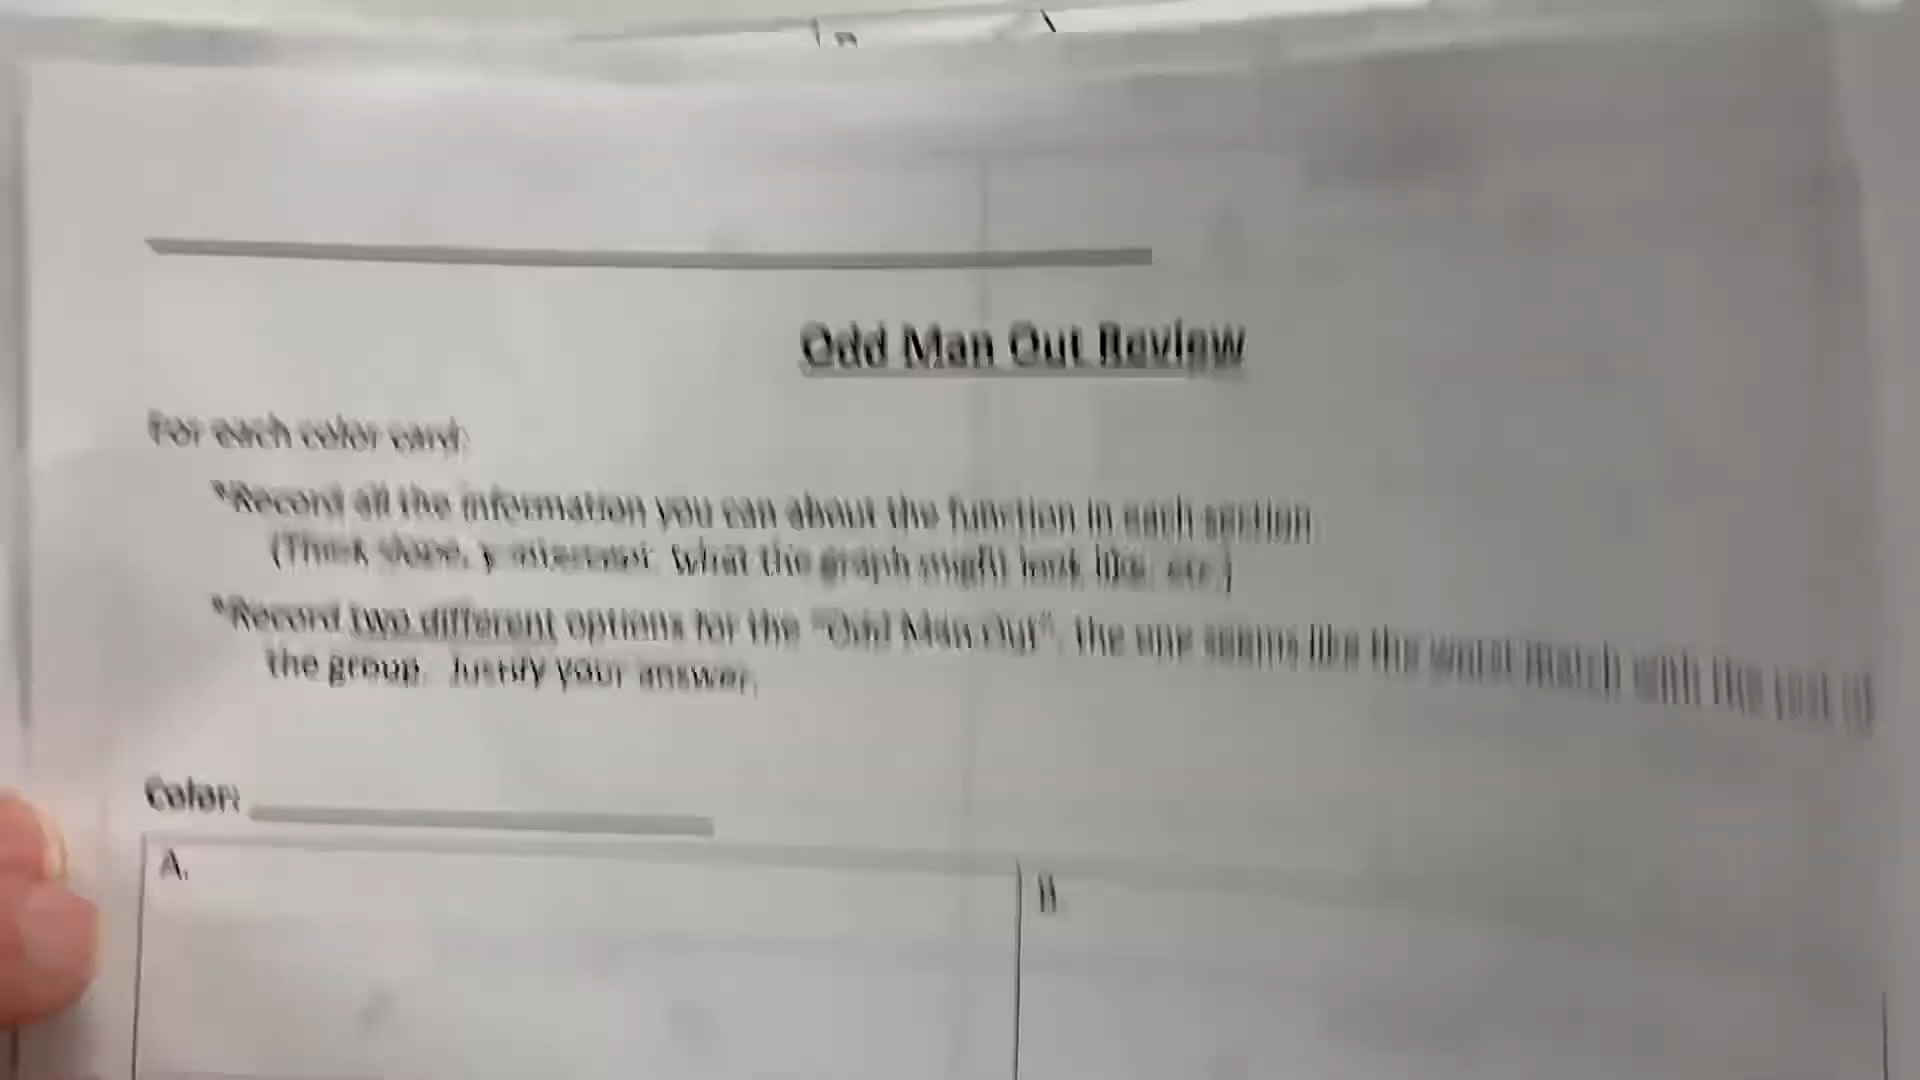 Odd Man Out Review
For each color card:
*Record all the information you can about the function in each section
(Think slope, y-intercept, what the graph might look like, etc.)
*Record two different options for the "Odd Man Out", the one seems like the worst match with the rest of
the group. Justify your answer.
Color:
A.
B.